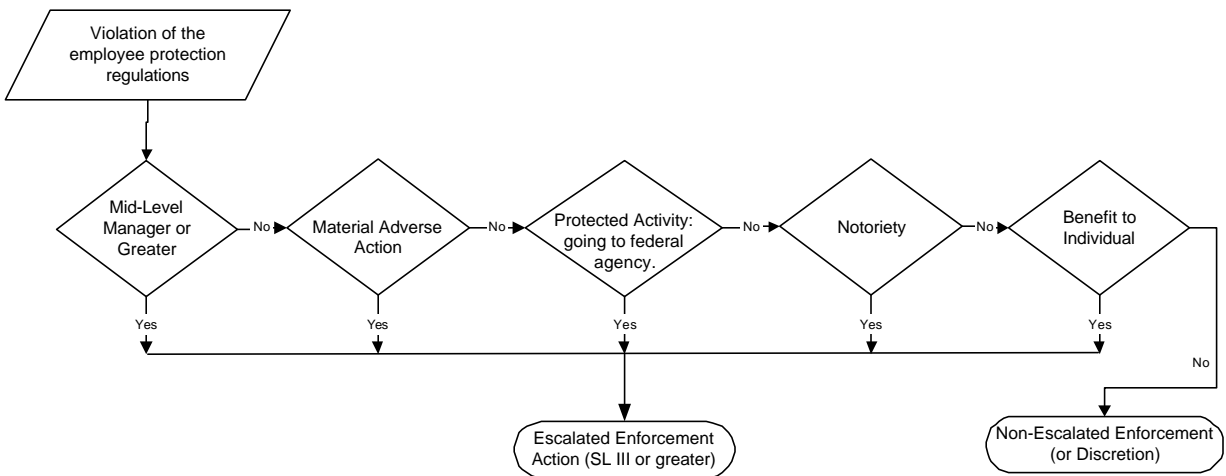 Violation of the
employee protection
regulations
Mid-Level
Manager or
Greater
No
Material Adverse
Action
No
Protected Activity:
going to federal
agency.
No
Notoriety
No
Benefit to
Individual
Yes
Yes
Yes
Yes
Yes
No
Escalated Enforcement
Action (SL III or greater)
Non-Escalated Enforcement
(or Discretion)